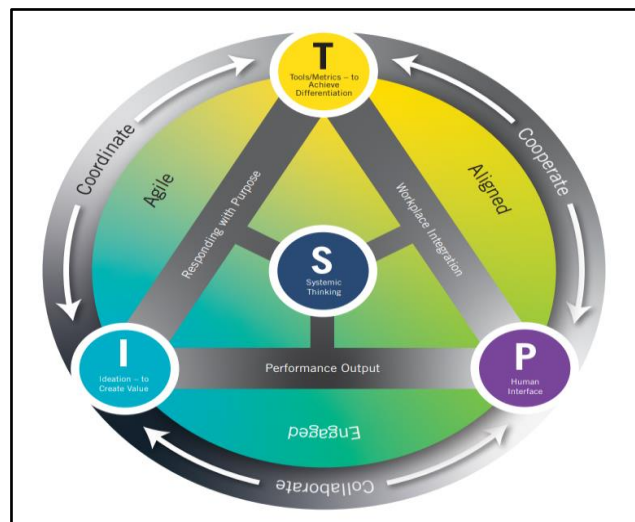 T
Tools/Metrics – to
Achieve
Differentiation
Coordinate
Cooperate
Agile
Aligned
Responding with Purpose
Workplace Integration
S
Systemic
Thinking
I
Ideation – to
Create Value
Performance Output
P
Human
Interface
Engaged
Collaborate